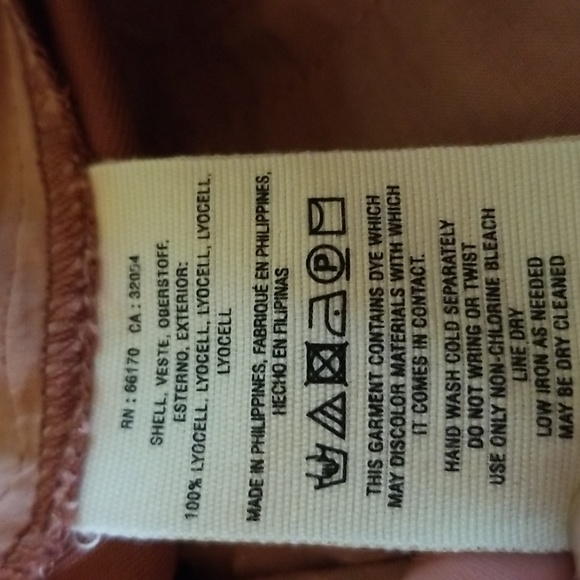 RN : 66170 CA : 32054
SHELL, VESTE, OBERSTOFF,
ESTERNO, EXTERIOR:
100% LYOCELL, LYOCELL, LYOCELL, LYOCELL,
LYOCELL
MADE IN PHILIPPINES, FABRIQUÉ EN PHILIPPINES,
HECHO EN FILIPINAS
P
THIS GARMENT CONTAINS DYE WHICH
MAY DISCOLOR MATERIALS WITH WHICH
IT COMES IN CONTACT.
HAND WASH COLD SEPARATELY
DO NOT WRING OR TWIST
USE ONLY NON-CHLORINE BLEACH
LINE DRY
LOW IRON AS NEEDED
MAY BE DRY CLEANED